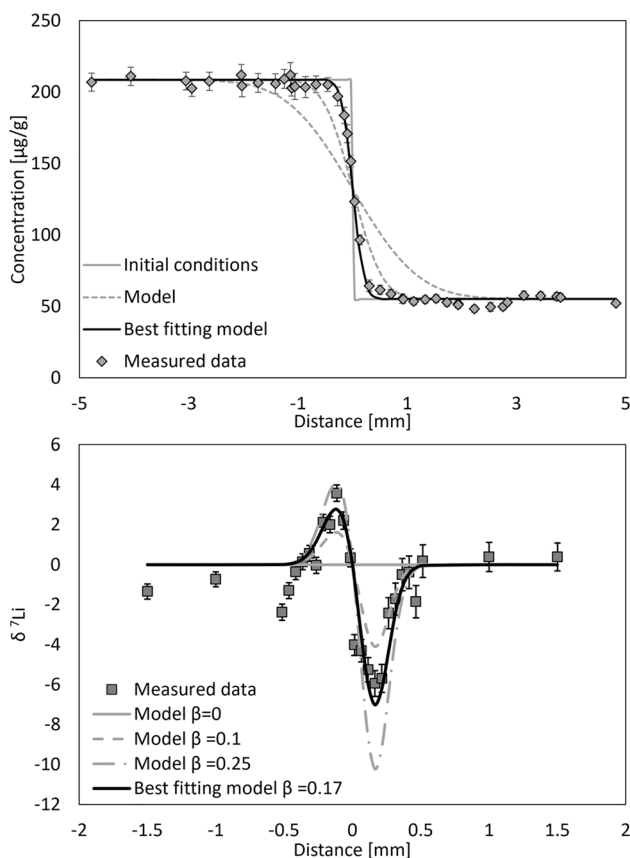 250
200
150
100
50
0
Concentration [µg/g]
Initial conditions
Model
Best fitting model
Measured data
-5 -3 -1 1 3 5
Distance [mm]
6
4
2
0
-2
-4
-6
-8
-10
-12
δ ⁷Li
Measured data
Model β=0
Model β =0.1
Model β =0.25
Best fitting model β =0.17
-2 -1.5 -1 -0.5 0 0.5 1 1.5 2
Distance [mm]